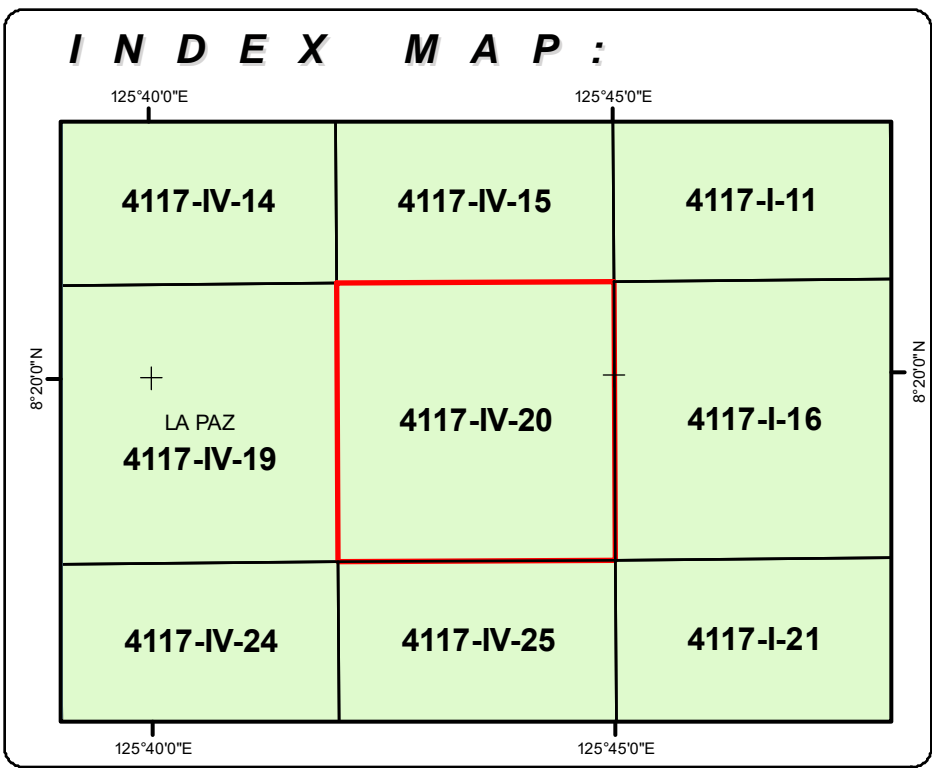 INDEX MAP:
125°40'0"E 125°45'0"E
4117-IV-14 4117-IV-15 4117-I-11
8°20'0"N 8°20'0"N
LA PAZ
4117-IV-19 4117-IV-20 4117-I-16
4117-IV-24 4117-IV-25 4117-I-21
125°40'0"E 125°45'0"E